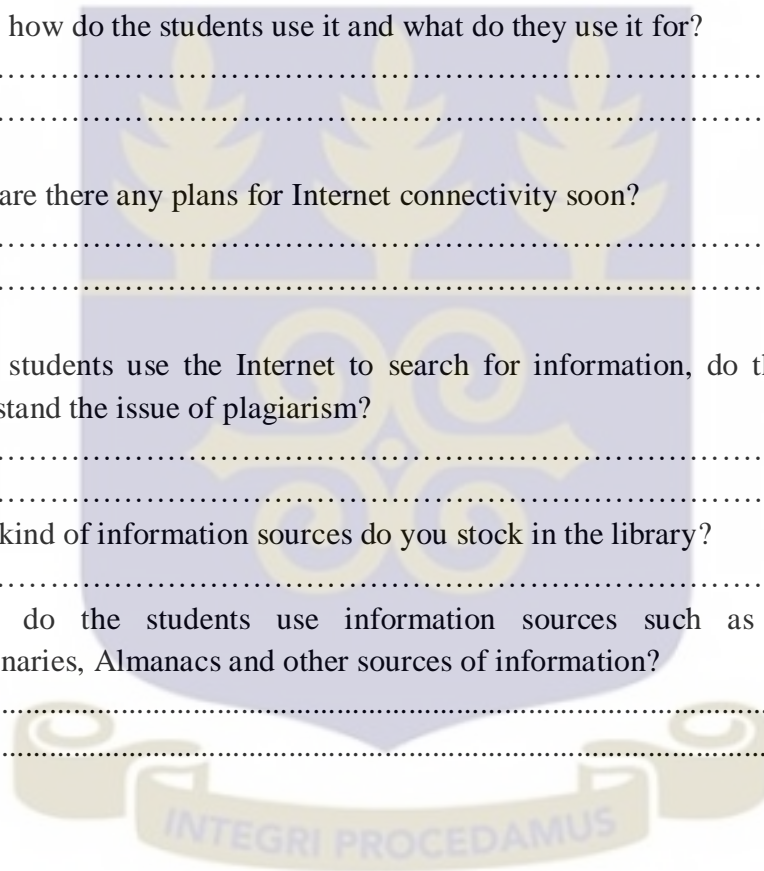 how do the students use it and what do they use it for?
……………………………………………………………………
……………………………………………………………………
are there any plans for Internet connectivity soon?
……………………………………………………………………
……………………………………………………………………
students use the Internet to search for information, do
stand the issue of plagiarism?
……………………………………………………………………
……………………………………………………………………
kind of information sources do you stock in the library?
……………………………………………………………………
do the students use information sources such as
naries, Almanacs and other sources of information?
……………………………………………………………………
……………………………………………………………………
INTEGRI PROCEDAMUS